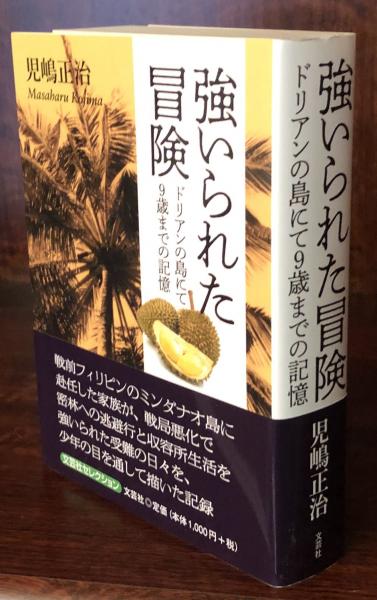 児嶋正治
Masaharu Kojima
強いられた
冒険
ドリアンの島にて
9歳までの記憶
戦前フィリピンのミンダナオ島に
赴任した家族が、戦局悪化で
密林への逃避行と収容所生活を
強いられた受難の日々を、
少年の目を通して描いた記録
文芸社セレクション
文芸社◎定価(本体1,000円+税)
強いられた冒険
ドリアンの島にて9歳までの記憶
児嶋正治
文芸社